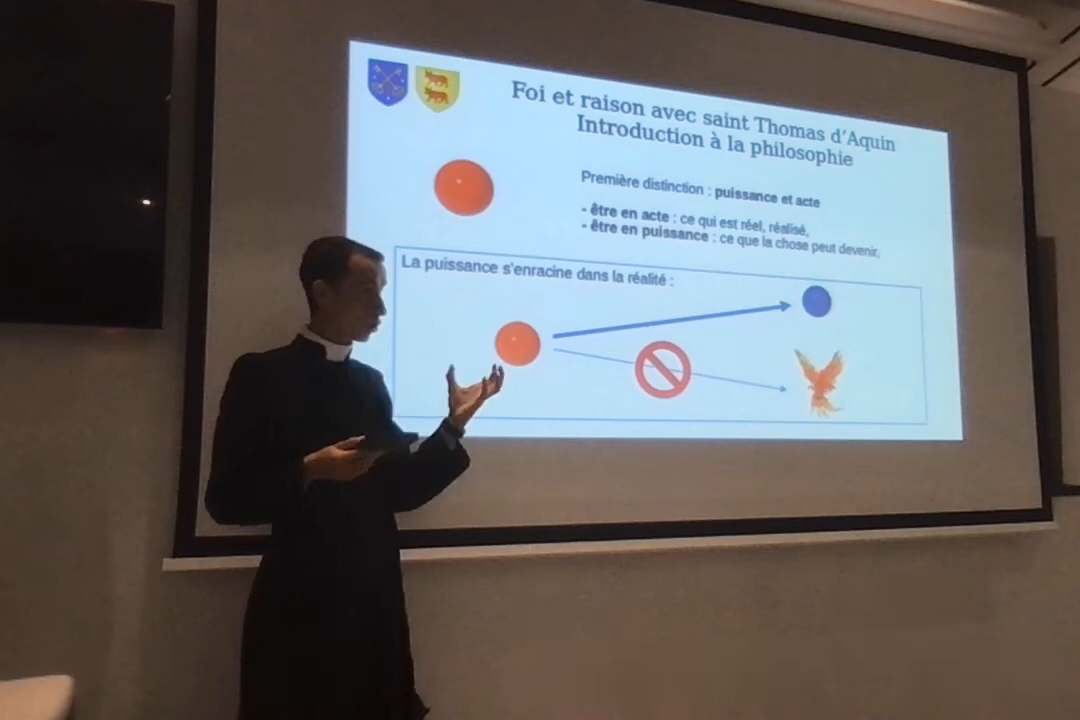 Foi et raison avec saint Thomas d'Aquin
Introduction à la philosophie
Première distinction : puissance et acte
- être en acte : ce qui est réel, réalisé,
- être en puissance : ce que la chose peut devenir,
La puissance s'enracine dans la réalité :